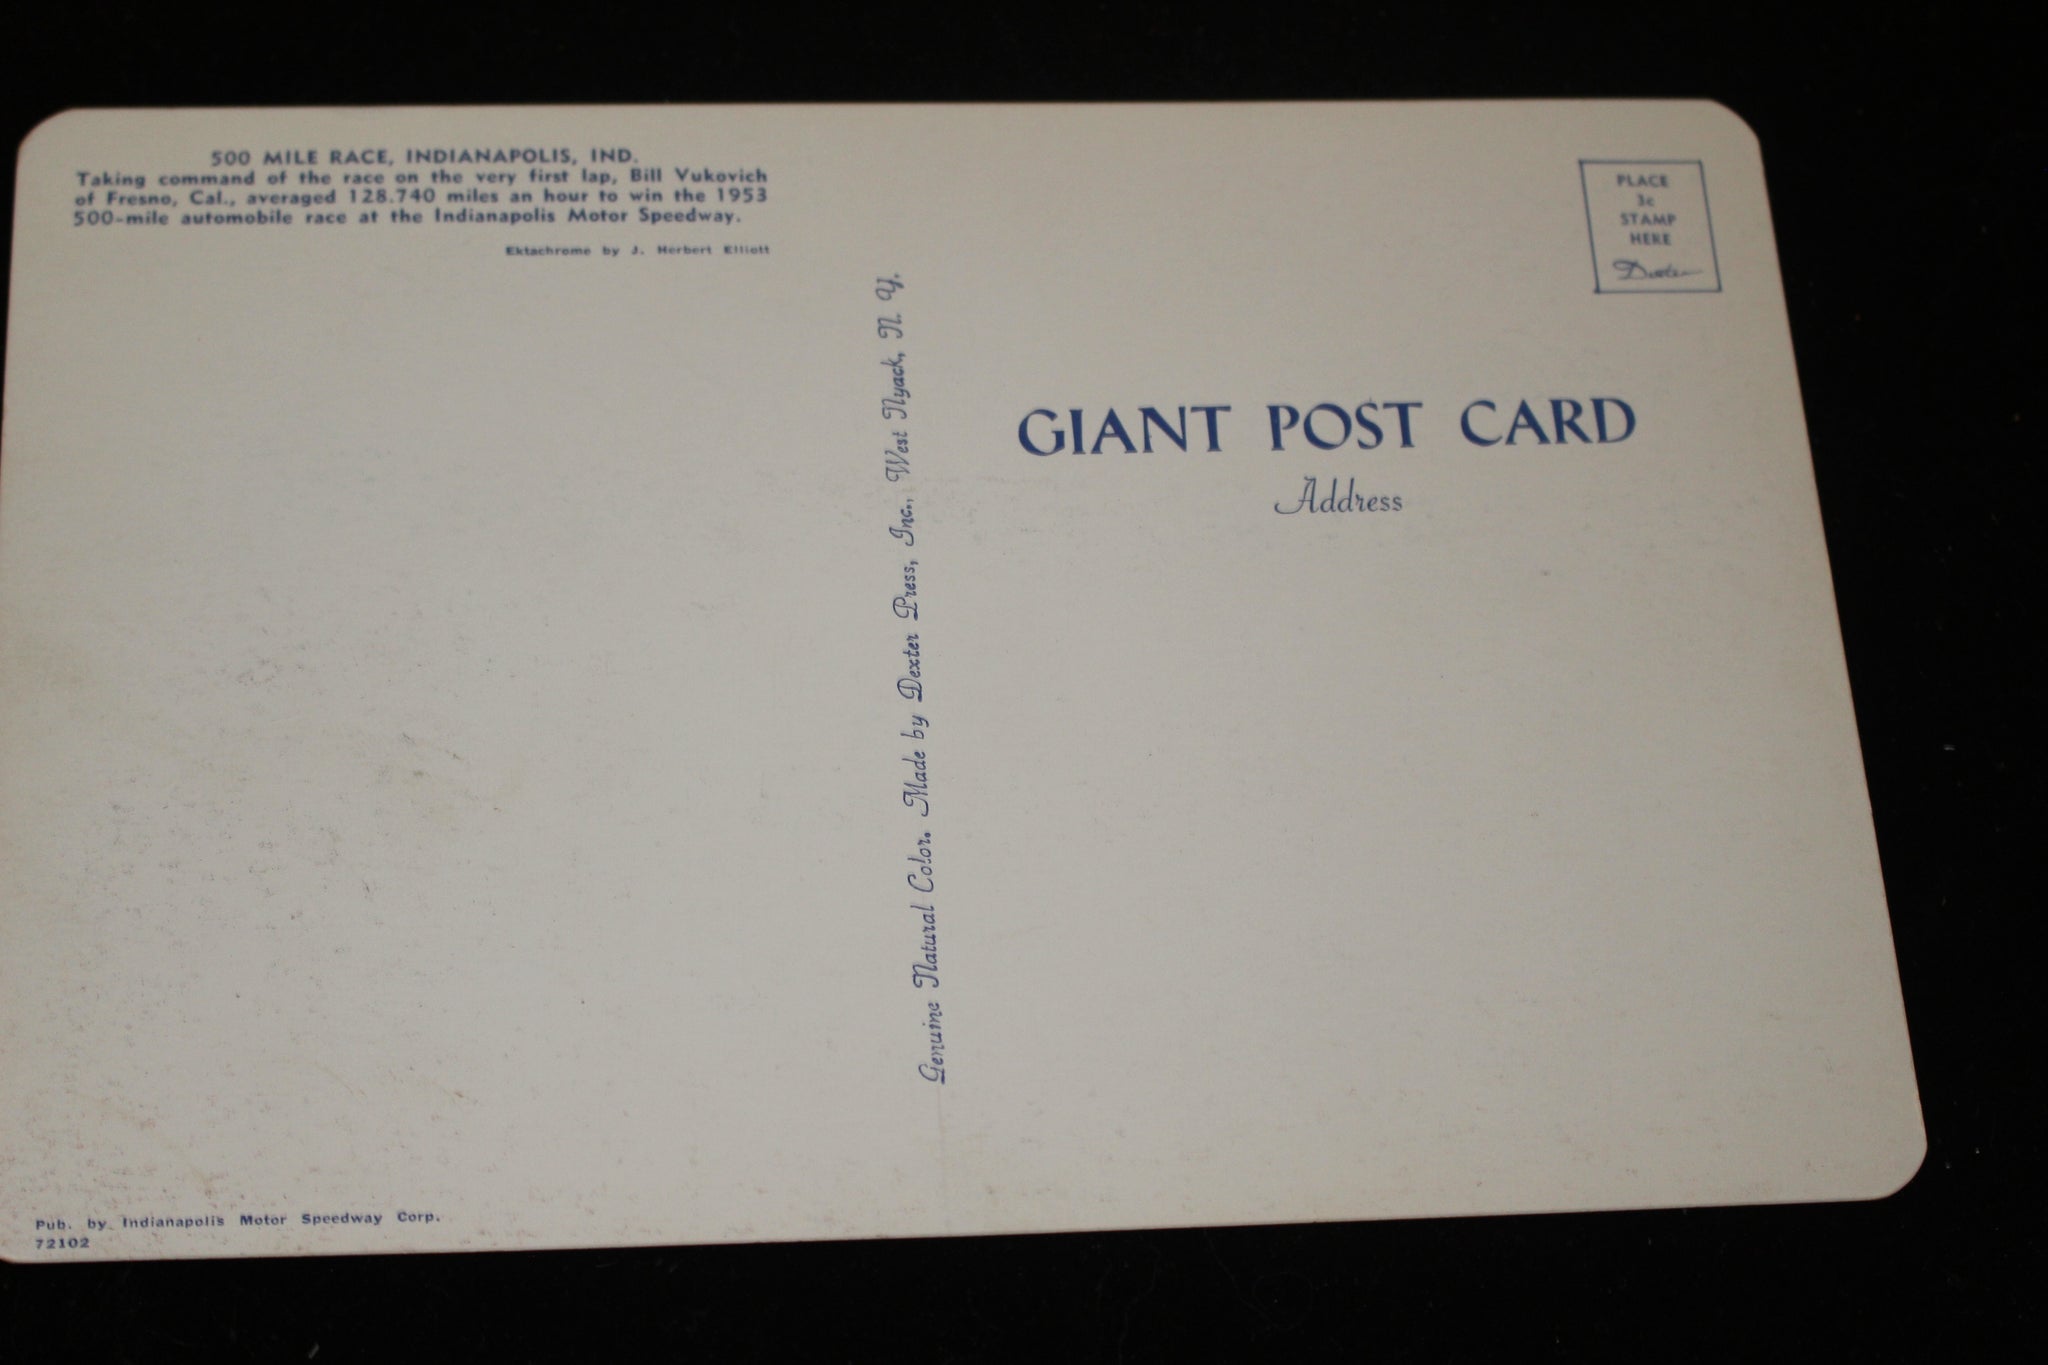 500 MILE RACE, INDIANAPOLIS, IND.
Taking command of the race on the very first lap, Bill Vukovich
of Fresno, Cal., averaged 128.740 miles an hour to win the 1953
500-mile automobile race at the Indianapolis Motor Speedway.
Ektachrome by J. Herbert Elliott
Genuine Natural Color. Made by Dexter Press, Inc., West Nyack, N. Y.
PLACE
3c
STAMP
HERE
Dexter
GIANT POST CARD
Address
Pub. by Indianapolis Motor Speedway Corp.
72102